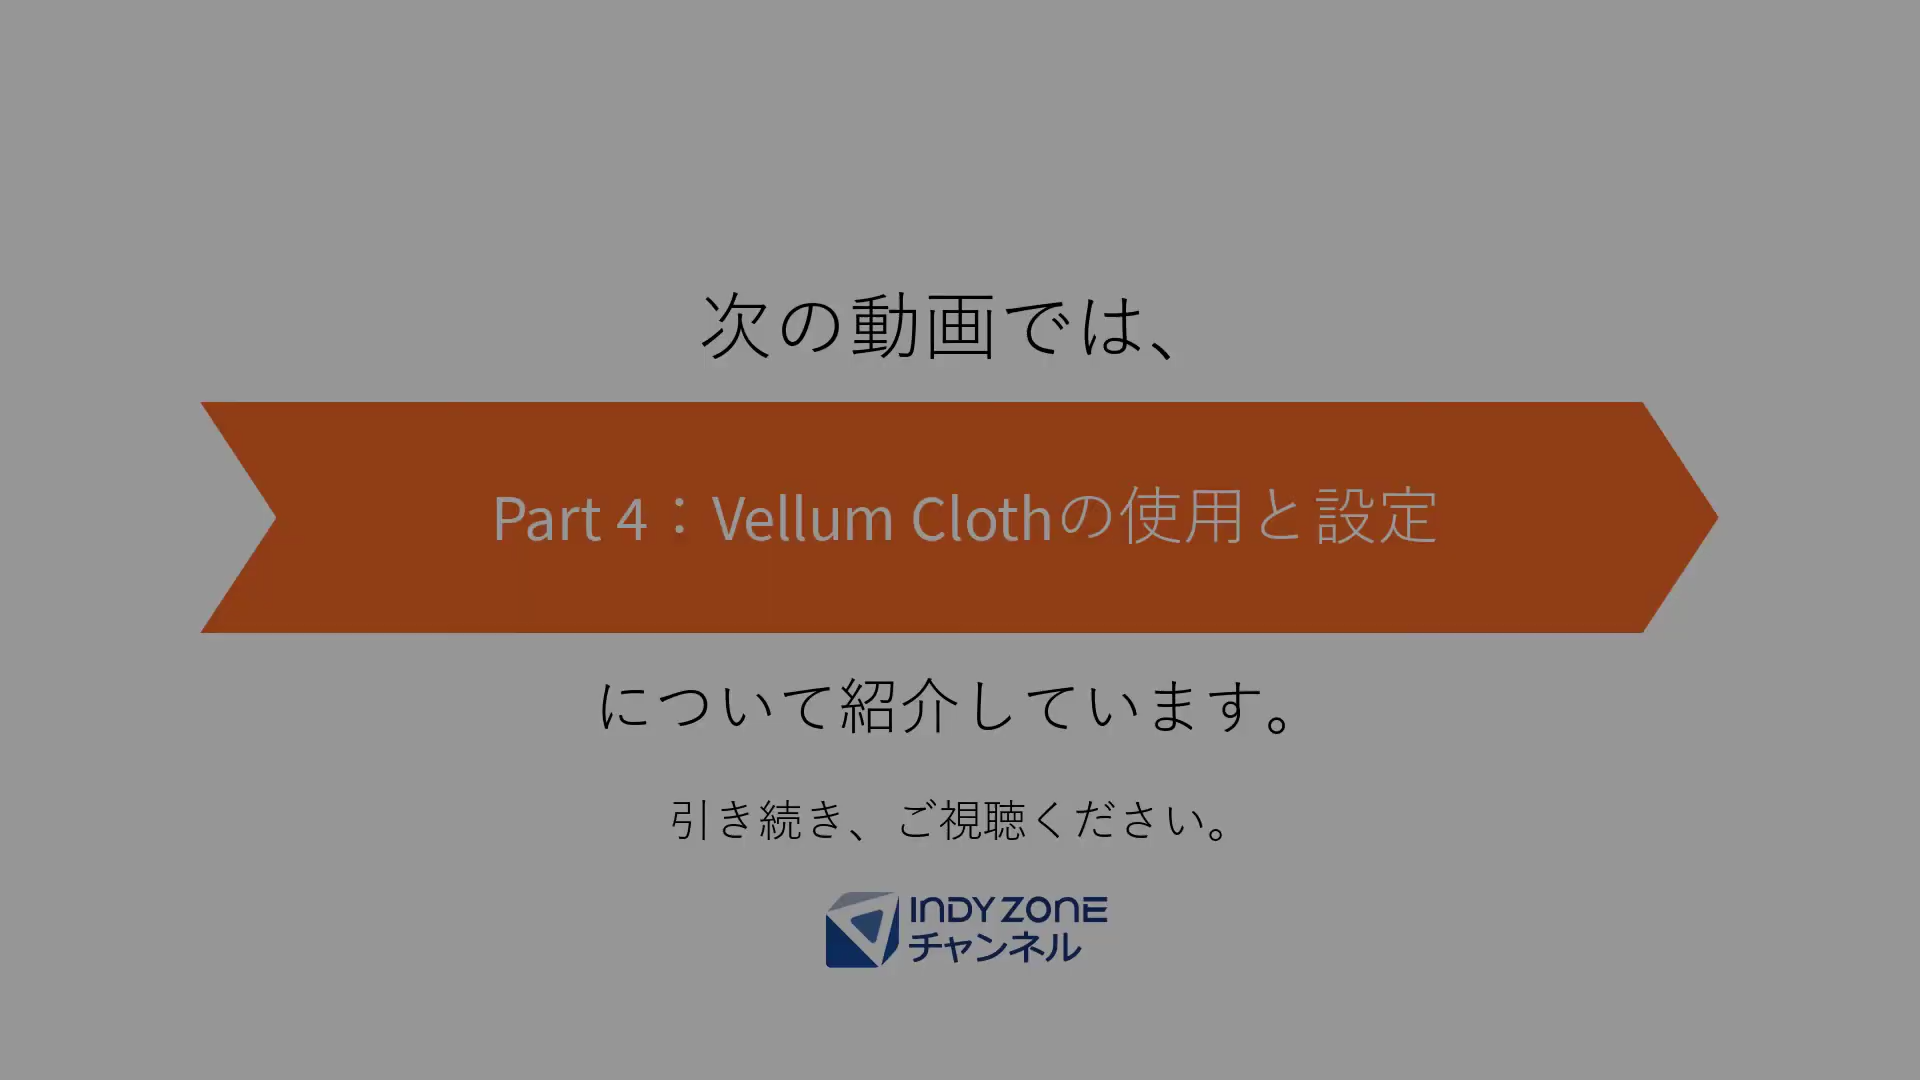 次の動画では、
Part 4：Vellum Clothの使用と設定
について紹介しています。
引き続き、ご視聴ください。
INDYZONE
チャンネル